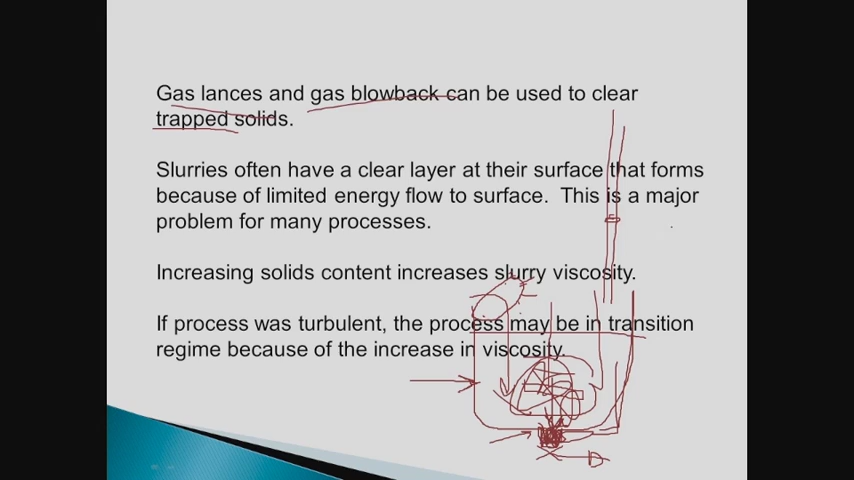 Gas lances and gas blowback can be used to clear
trapped solids.
Slurries often have a clear layer at their surface that forms
because of limited energy flow to surface.  This is a major
problem for many processes.
Increasing solids content increases slurry viscosity.
If process was turbulent, the process may be in transition
regime because of the increase in viscosity.
D